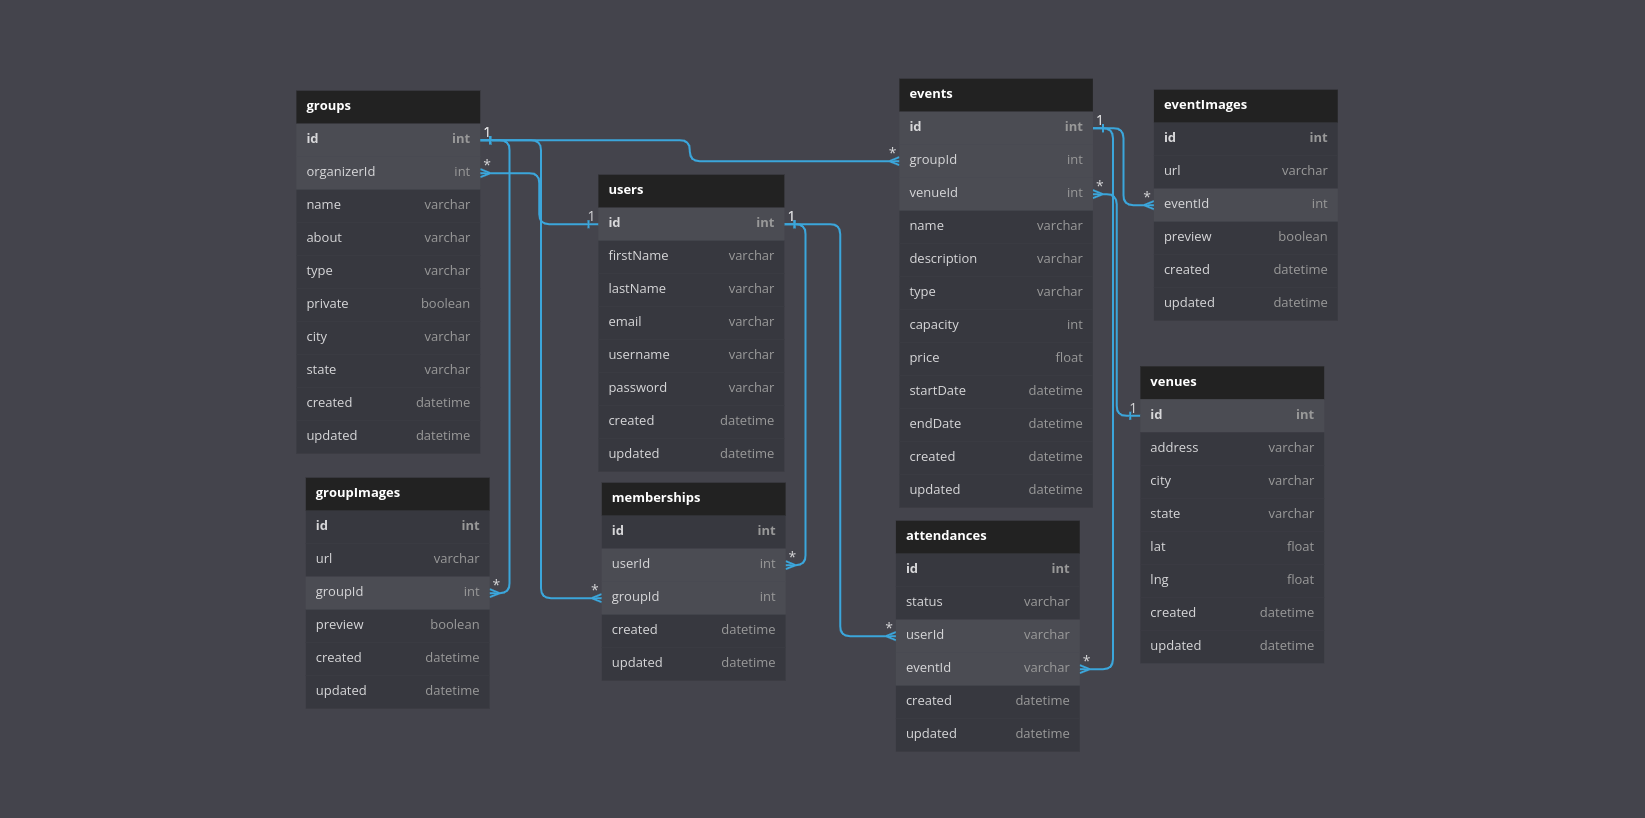 groups
id int
organizerId int
name varchar
about varchar
type varchar
private boolean
city varchar
state varchar
created datetime
updated datetime
1
*
groupImages
id int
url varchar
groupId int
preview boolean
created datetime
updated datetime
*
users
id int
firstName varchar
lastName varchar
email varchar
username varchar
password varchar
created datetime
updated datetime
1
1
memberships
id int
userId int
groupId int
created datetime
updated datetime
*
*
events
id int
groupId int
venueId int
name varchar
description varchar
type varchar
capacity int
price float
startDate datetime
endDate datetime
created datetime
updated datetime
*
1
*
attendances
id int
status varchar
userId varchar
eventId varchar
created datetime
updated datetime
*
*
eventImages
id int
url varchar
eventId int
preview boolean
created datetime
updated datetime
*
venues
id int
address varchar
city varchar
state varchar
lat float
lng float
created datetime
updated datetime
1